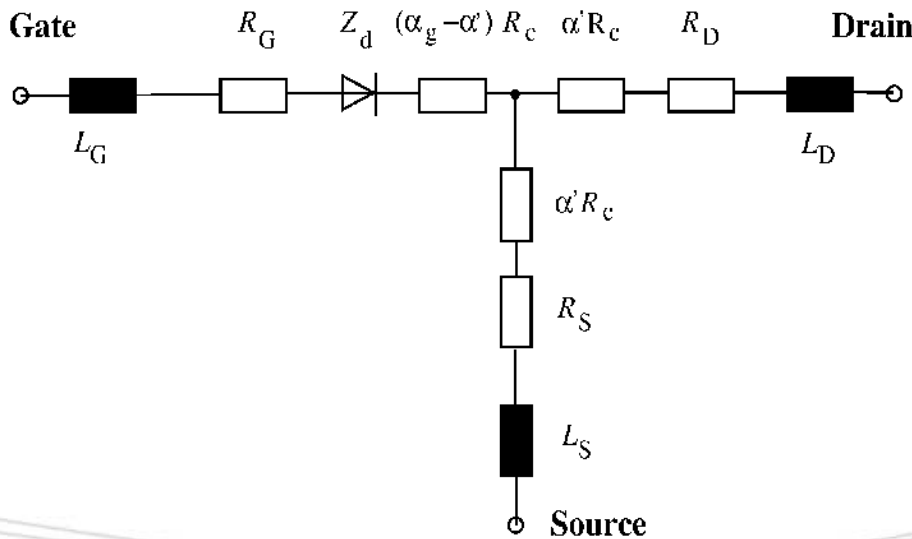 Gate
R_G
Z_d
(α_g − α') R_c
α'R_c
R_D
Drain
L_G
L_D
α'R_c
R_S
L_S
Source